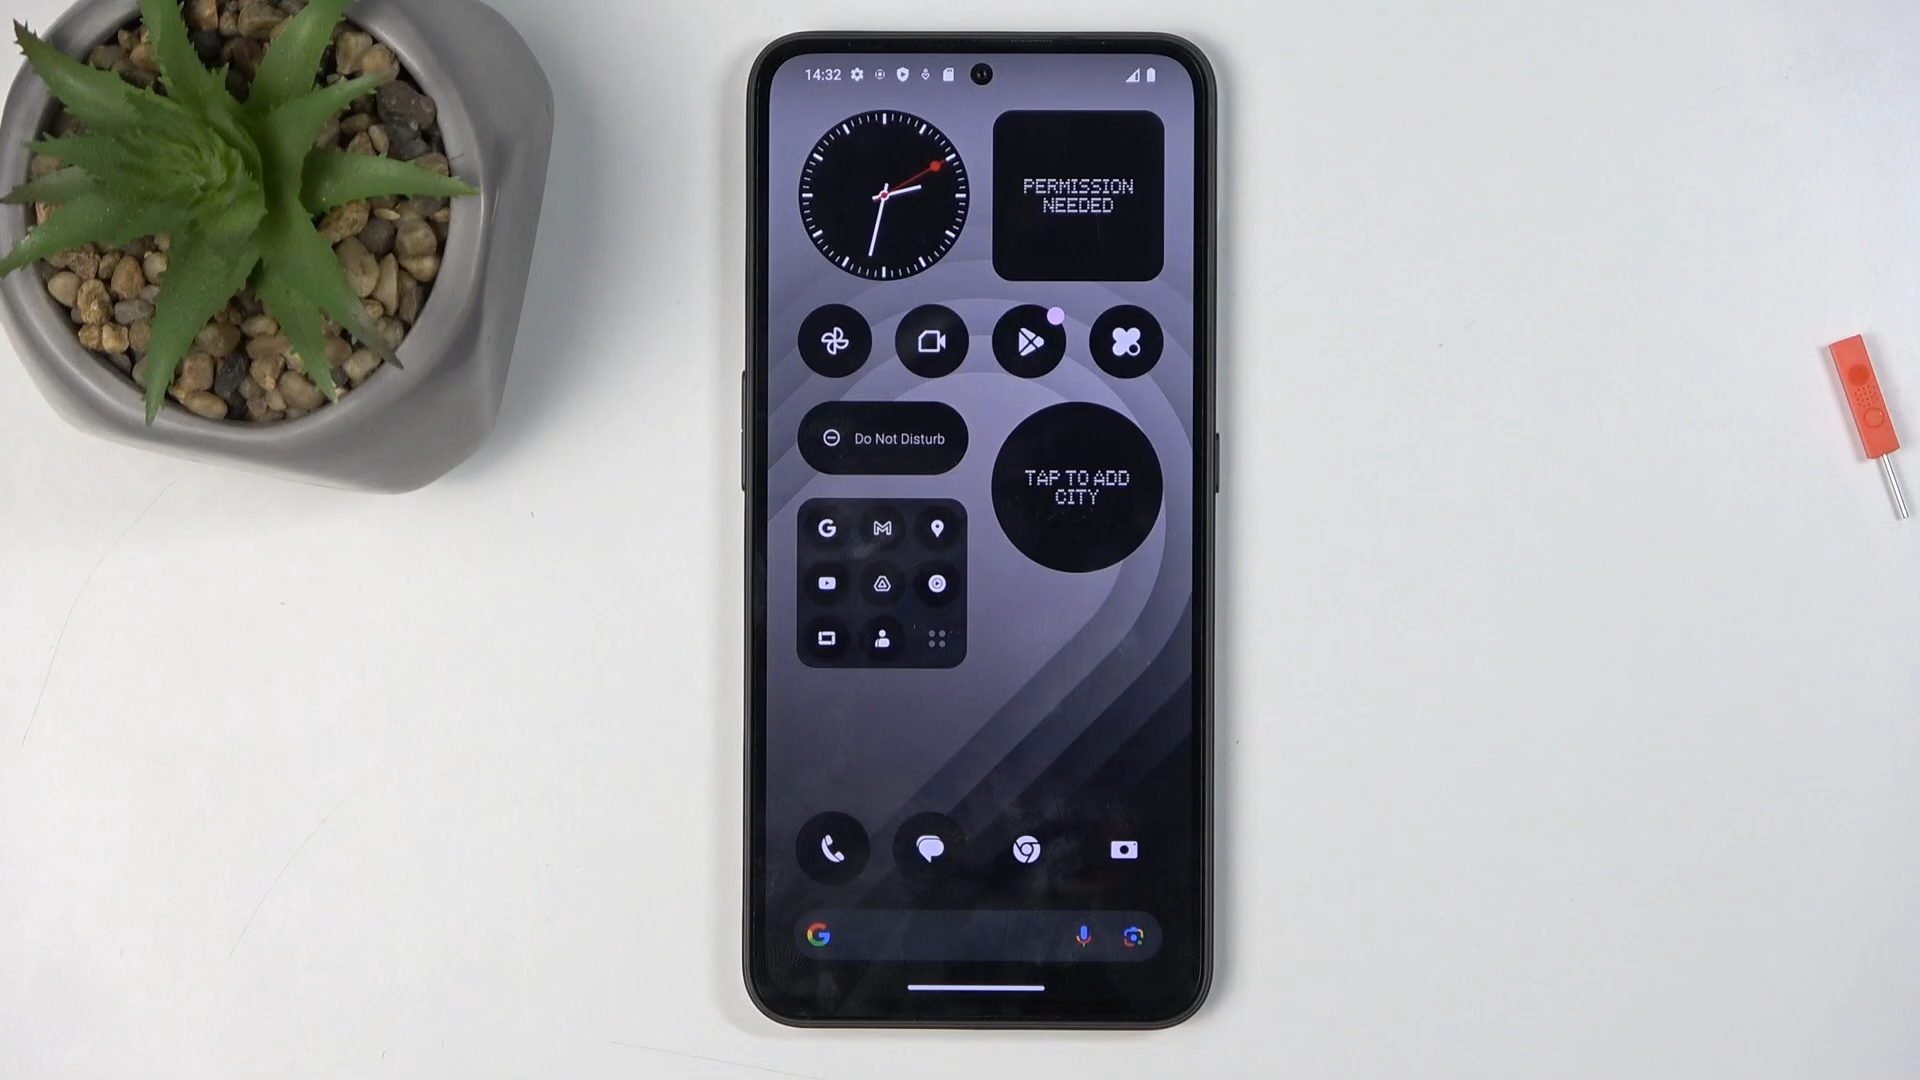 14:32
PERMISSION
NEEDED
Do Not Disturb
TAP TO ADD
CITY